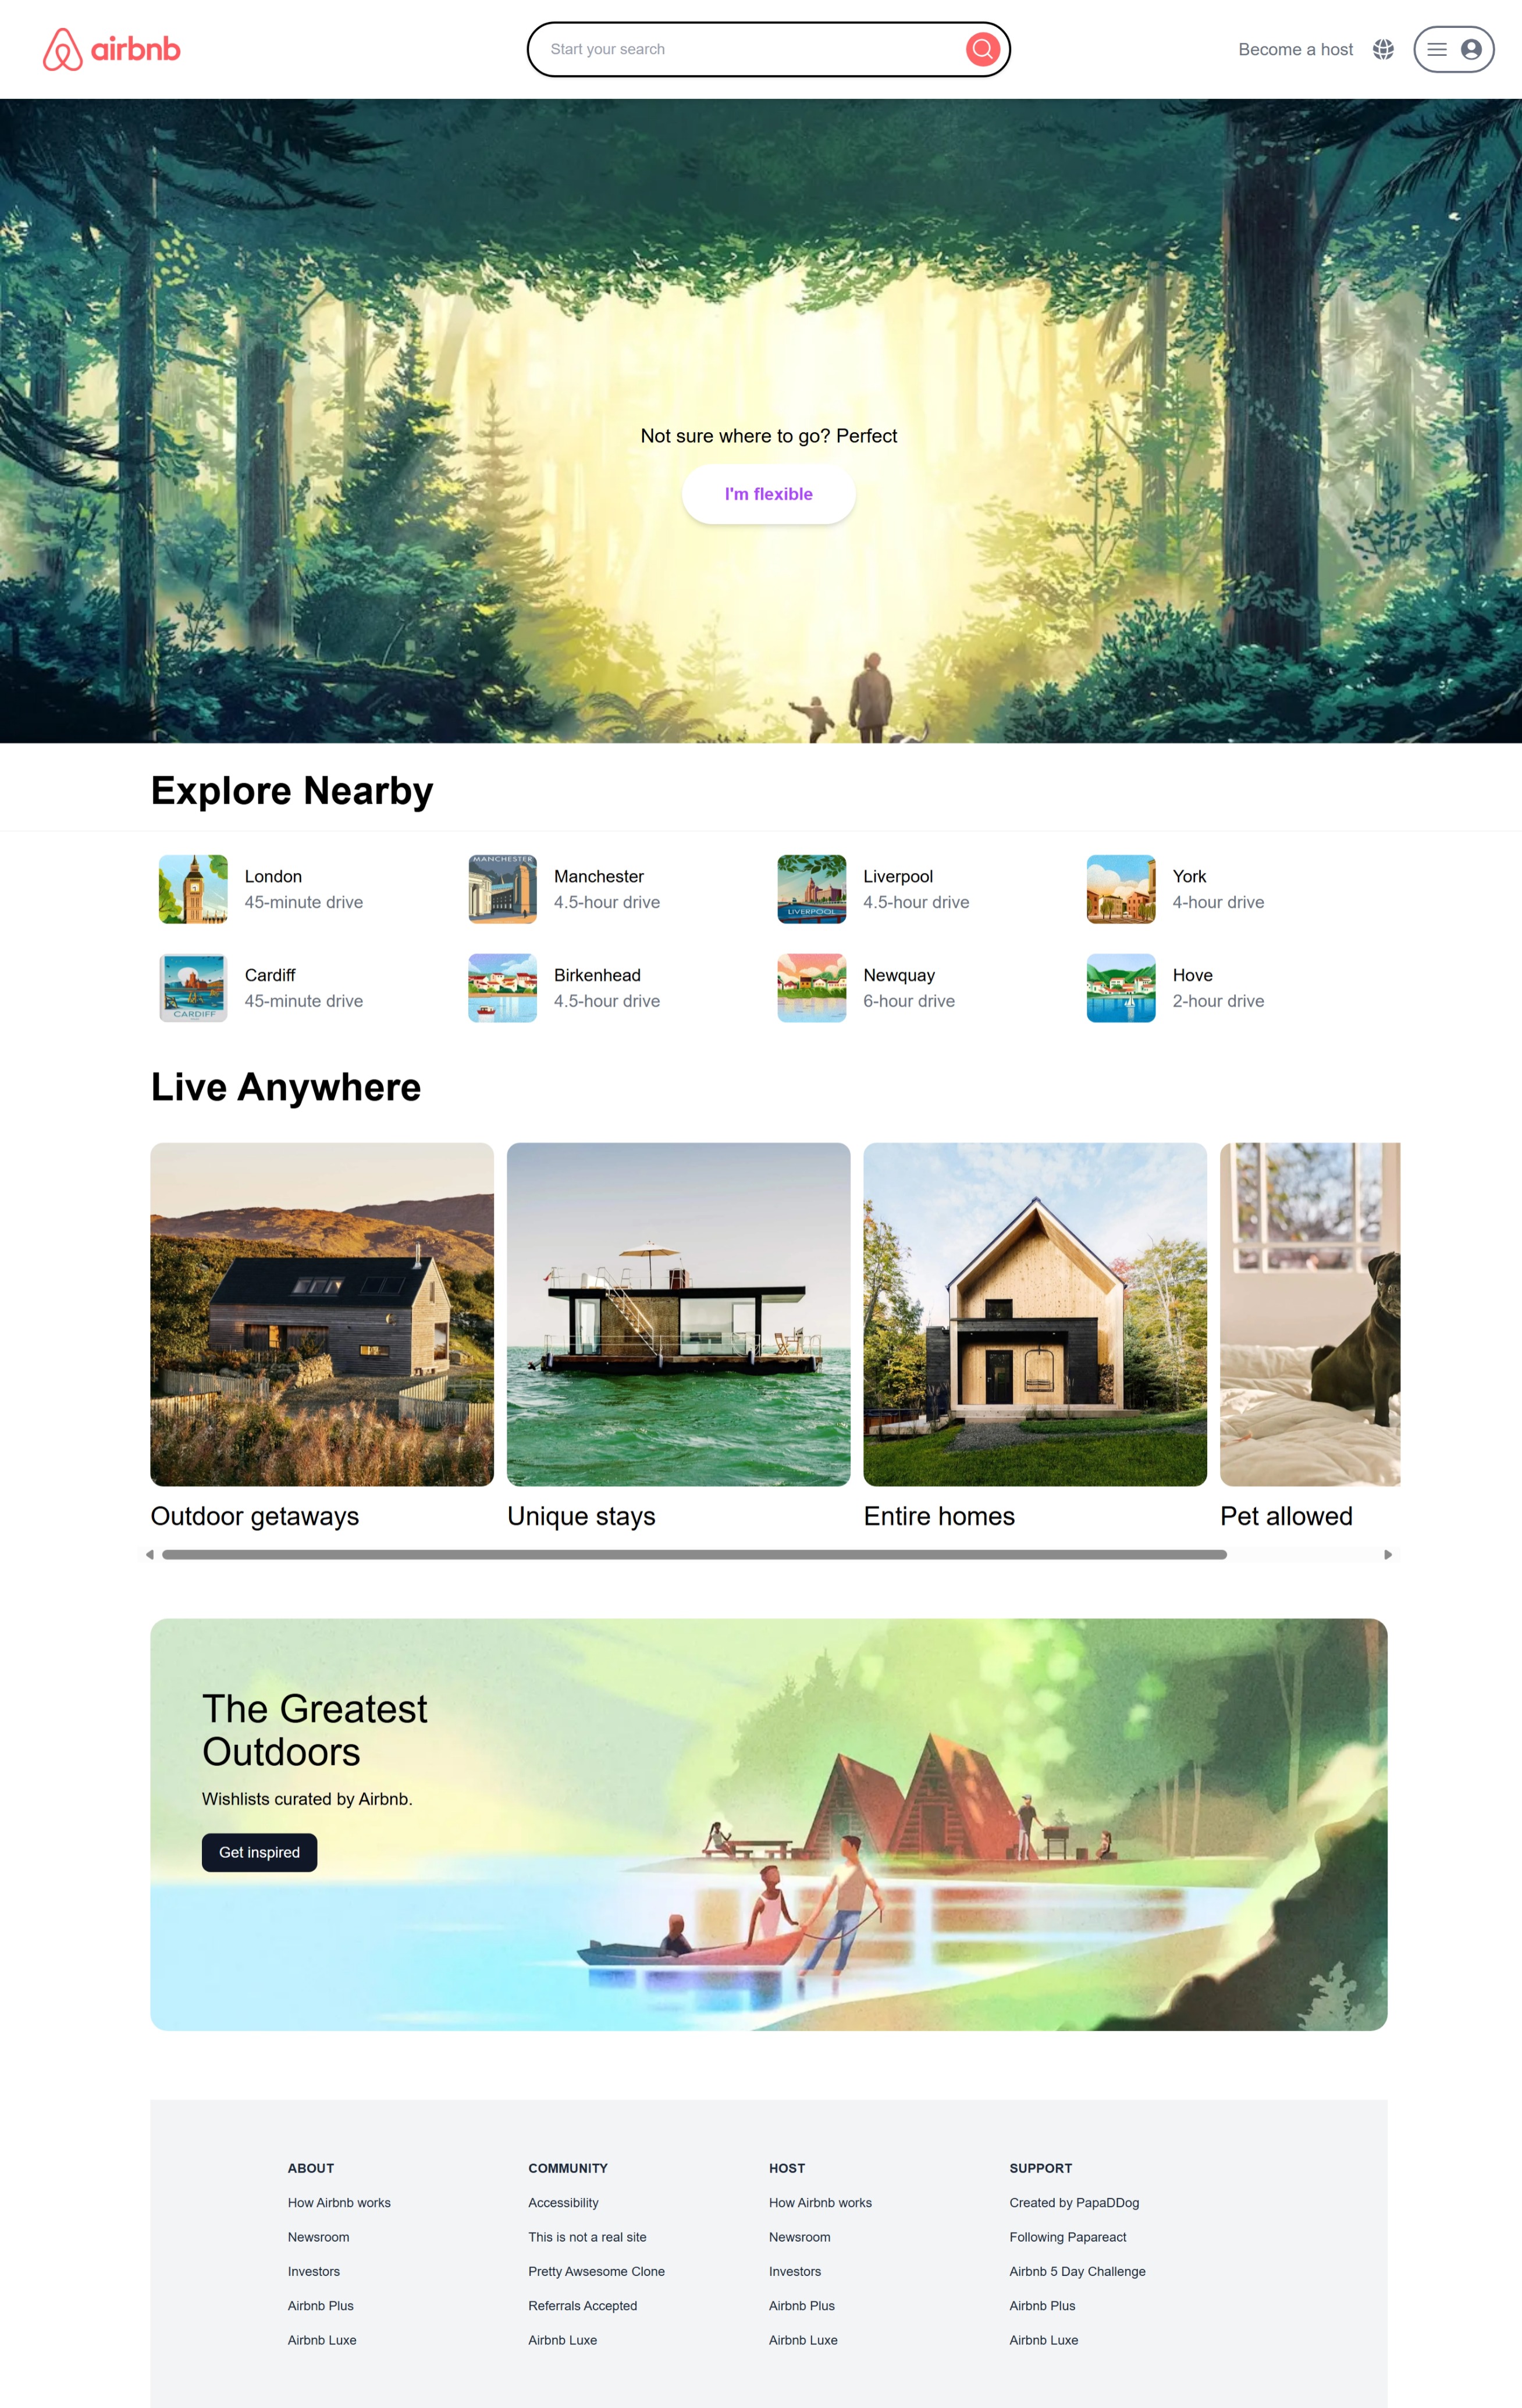 airbnb
Start your search
Become a host
Not sure where to go? Perfect
I'm flexible
Explore Nearby
London
45-minute drive
MANCHESTER
Manchester
4.5-hour drive
LIVERPOOL
Liverpool
4.5-hour drive
York
4-hour drive
CARDIFF
Cardiff
45-minute drive
Birkenhead
4.5-hour drive
Newquay
6-hour drive
Hove
2-hour drive
Live Anywhere
Outdoor getaways
Unique stays
Entire homes
Pet allowed
The Greatest
Outdoors
Wishlists curated by Airbnb.
Get inspired
ABOUT
How Airbnb works
Newsroom
Investors
Airbnb Plus
Airbnb Luxe
COMMUNITY
Accessibility
This is not a real site
Pretty Awsesome Clone
Referrals Accepted
Airbnb Luxe
HOST
How Airbnb works
Newsroom
Investors
Airbnb Plus
Airbnb Luxe
SUPPORT
Created by PapaDDog
Following Papareact
Airbnb 5 Day Challenge
Airbnb Plus
Airbnb Luxe